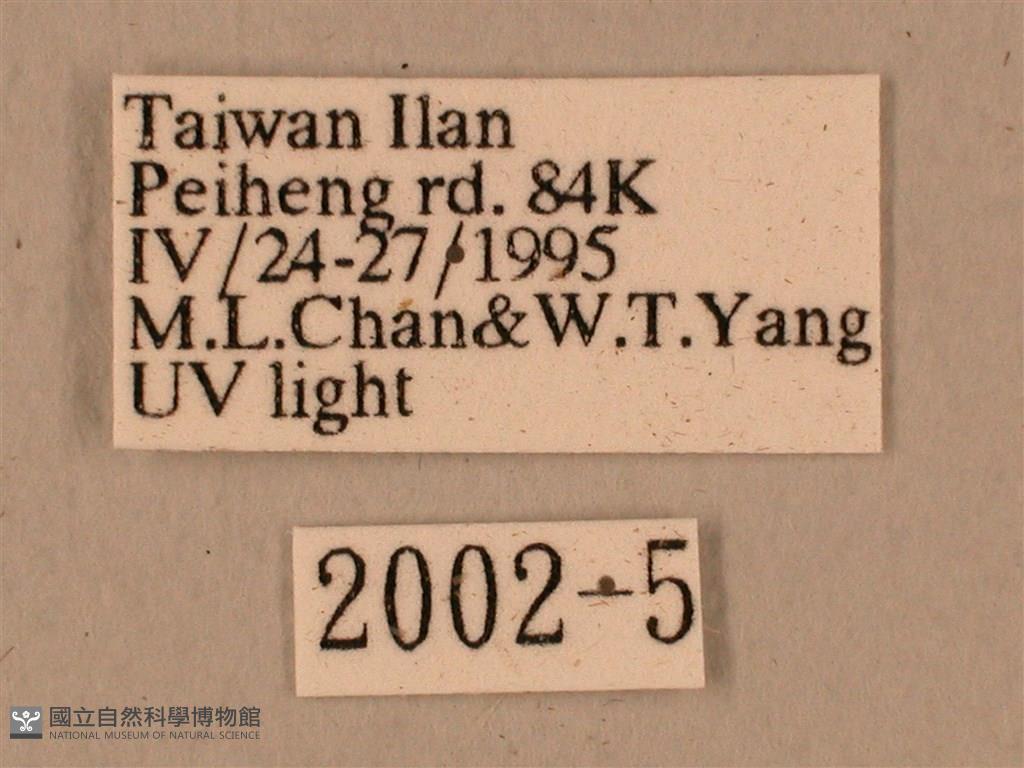 Taiwan Ilan
Peiheng rd. 84K
IV/24-27/1995
M.L.Chan&W.T.Yang
UV light
2002-5
國立自然科學博物館
NATIONAL MUSEUM OF NATURAL SCIENCE